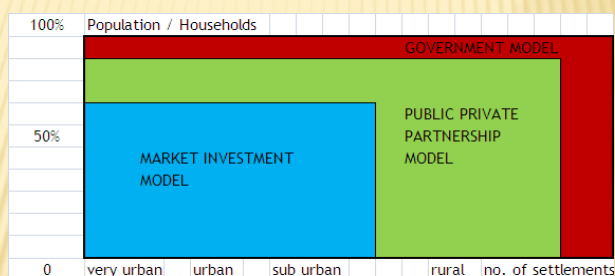 100% Population / Households
GOVERNMENT MODEL
PUBLIC PRIVATE
PARTNERSHIP
MODEL
50%
MARKET INVESTMENT
MODEL
0 very urban urban sub urban rural no. of settlements